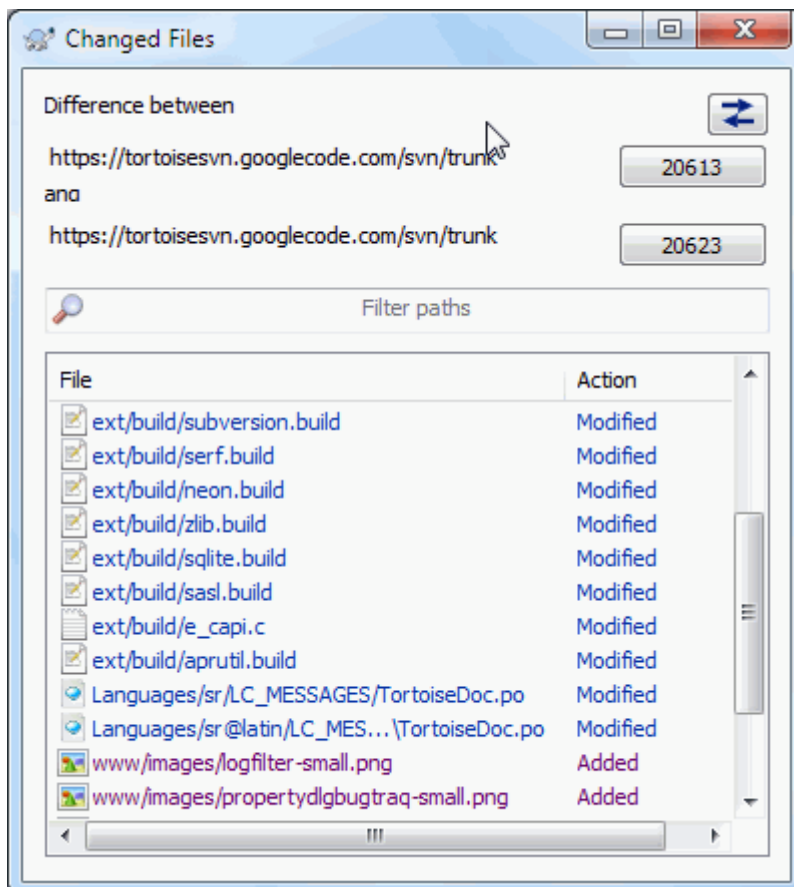 Changed Files
Difference between
https://tortoisesvn.googlecode.com/svn/trunk 20613
and
https://tortoisesvn.googlecode.com/svn/trunk 20623
Filter paths
File Action
ext/build/subversion.build Modified
ext/build/serf.build Modified
ext/build/neon.build Modified
ext/build/zlib.build Modified
ext/build/sqlite.build Modified
ext/build/sasl.build Modified
ext/build/e_capi.c Modified
ext/build/aprutil.build Modified
Languages/sr/LC_MESSAGES/TortoiseDoc.po Modified
Languages/sr@latin/LC_MES...\TortoiseDoc.po Modified
www/images/logfilter-small.png Added
www/images/propertydlgbugtraq-small.png Added